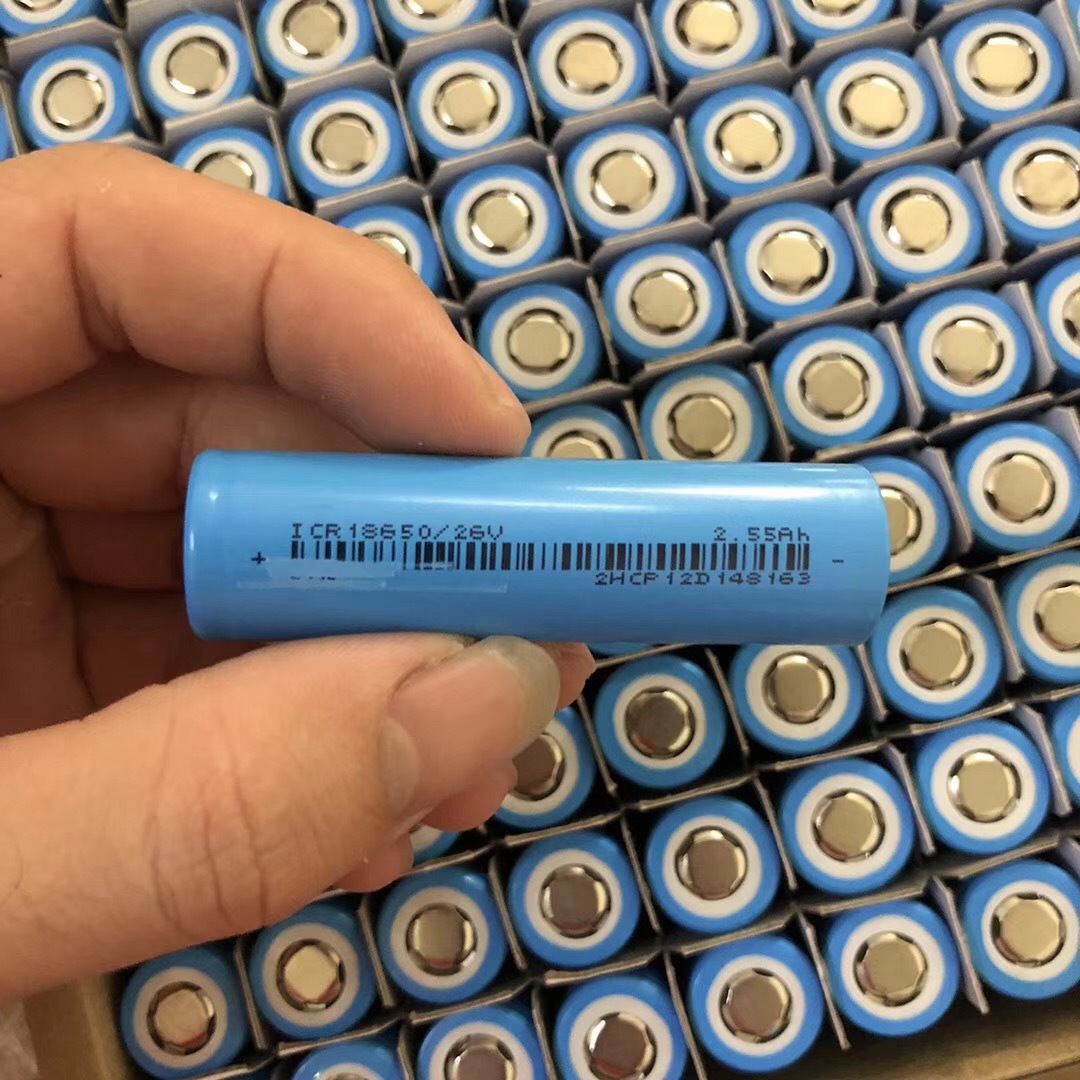 ICR18650/26V 2.55Ah
+ -
2HCP12D148163